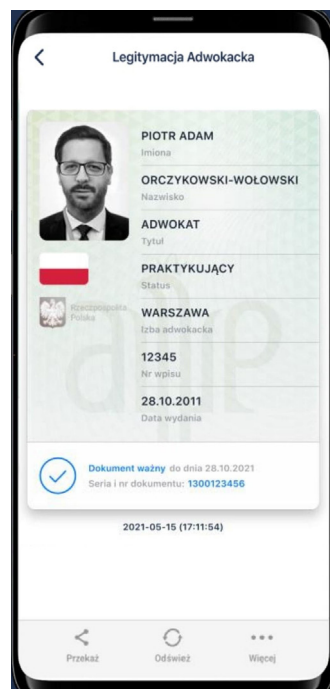 Legitymacja Adwokacka
PIOTR ADAM
Imiona
ORCZYKOWSKI-WOŁOWSKI
Nazwisko
ADWOKAT
Tytuł
PRAKTYKUJĄCY
Status
Rzeczpospolita
Polska
WARSZAWA
Izba adwokacka
12345
Nr wpisu
28.10.2011
Data wydania
Dokument ważny do dnia 28.10.2021
Seria i nr dokumentu: 1300123456
2021-05-15 (17:11:54)
Przekaż
Odśwież
Więcej